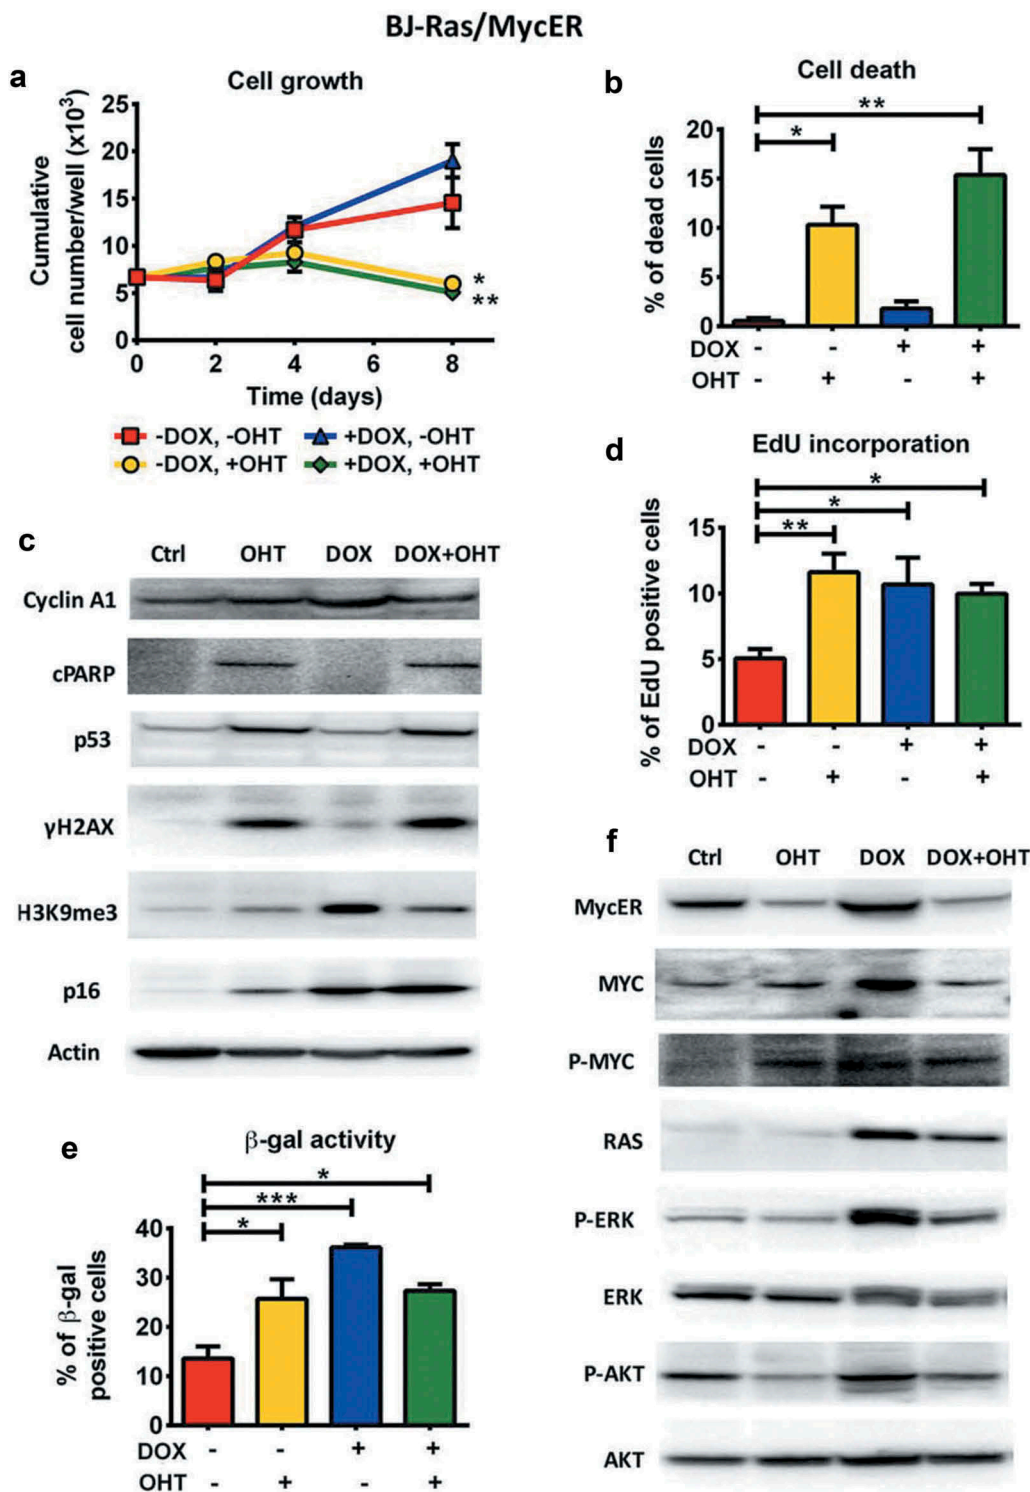 BJ-Ras/MycER
a
Cell growth
Cumulative
cell number/well (x10³)
25
20
15
10
5
0
0 2 4 6 8
*
**
Time (days)
-DOX, -OHT +DOX, -OHT
-DOX, +OHT +DOX, +OHT
b
Cell death
% of dead cells
20
15
10
5
0
**
*
DOX - - + +
OHT - + - +
c
Ctrl OHT DOX DOX+OHT
Cyclin A1
cPARP
p53
γH2AX
H3K9me3
p16
Actin
d
EdU incorporation
% of EdU positive cells
15
10
5
0
*
*
**
DOX - - + +
OHT - + - +
e
β-gal activity
% of β-gal
positive cells
40
30
20
10
0
*
***
*
DOX - - + +
OHT - + - +
f
Ctrl OHT DOX DOX+OHT
MycER
MYC
P-MYC
RAS
P-ERK
ERK
P-AKT
AKT